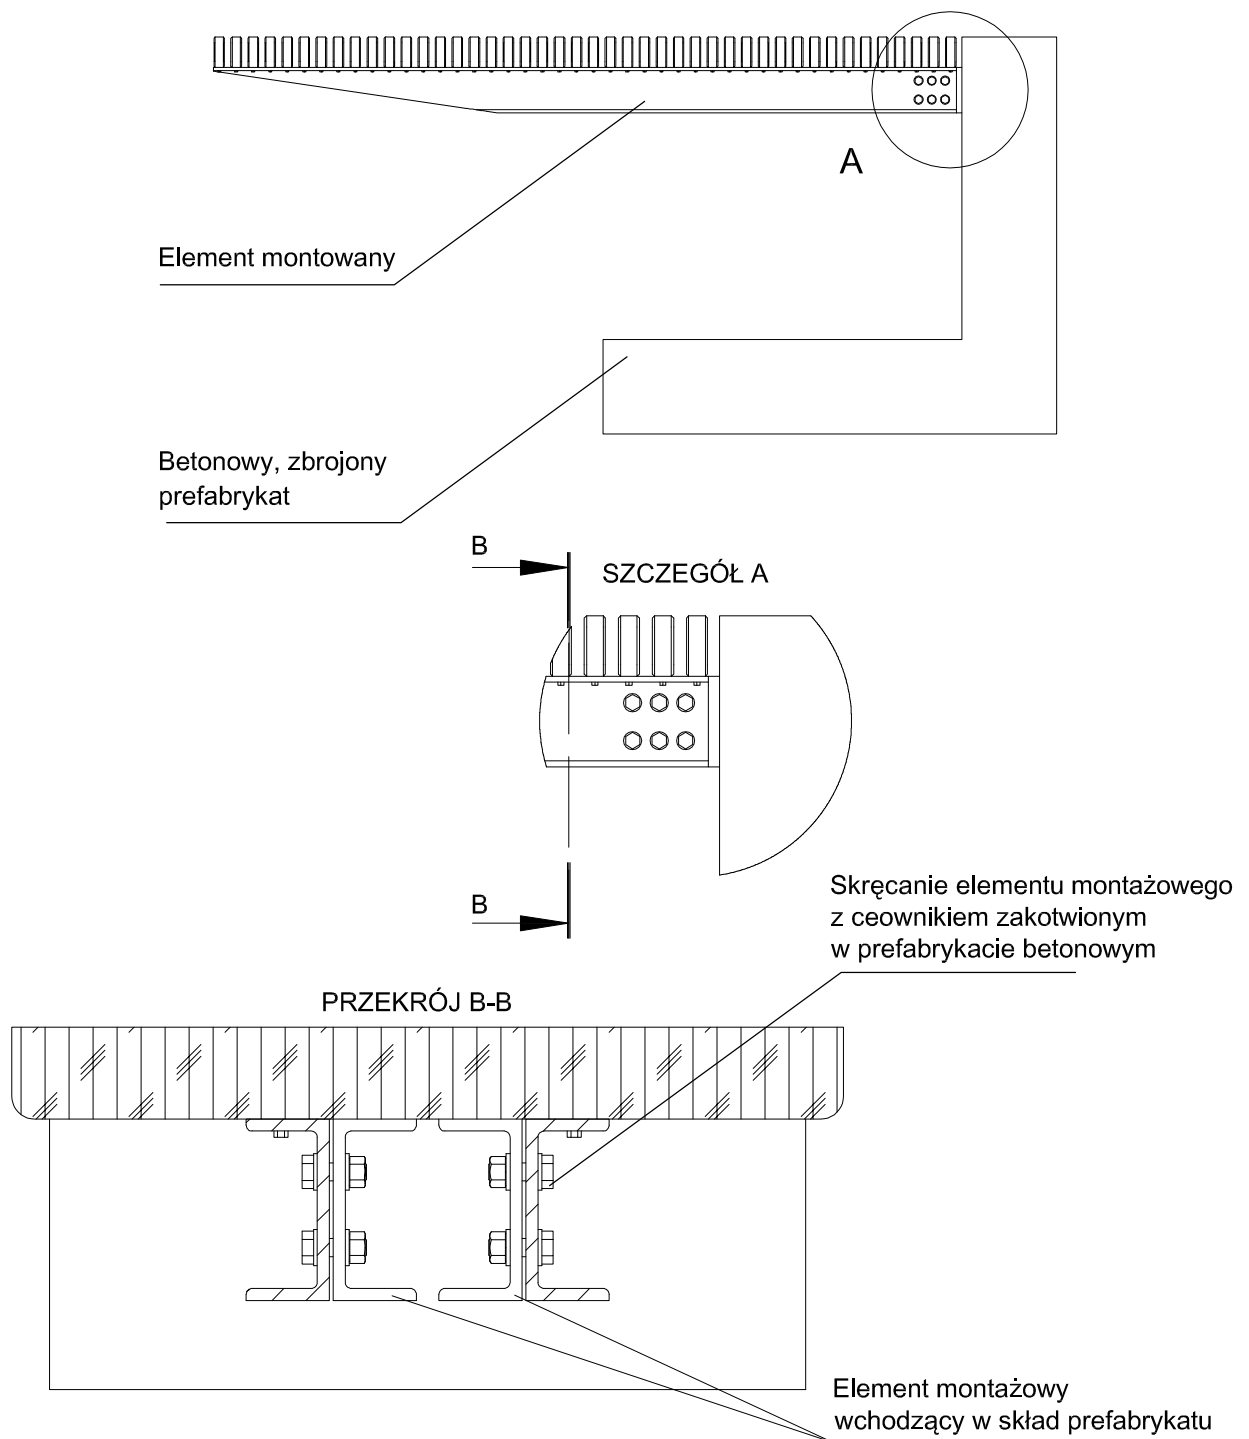 A
Element montowany
Betonowy, zbrojony
prefabrykat
B
SZCZEGÓŁ A
B
Skręcanie elementu montażowego
z ceownikiem zakotwionym
w prefabrykacie betonowym
PRZEKRÓJ B-B
Element montażowy
wchodzący w skład prefabrykatu